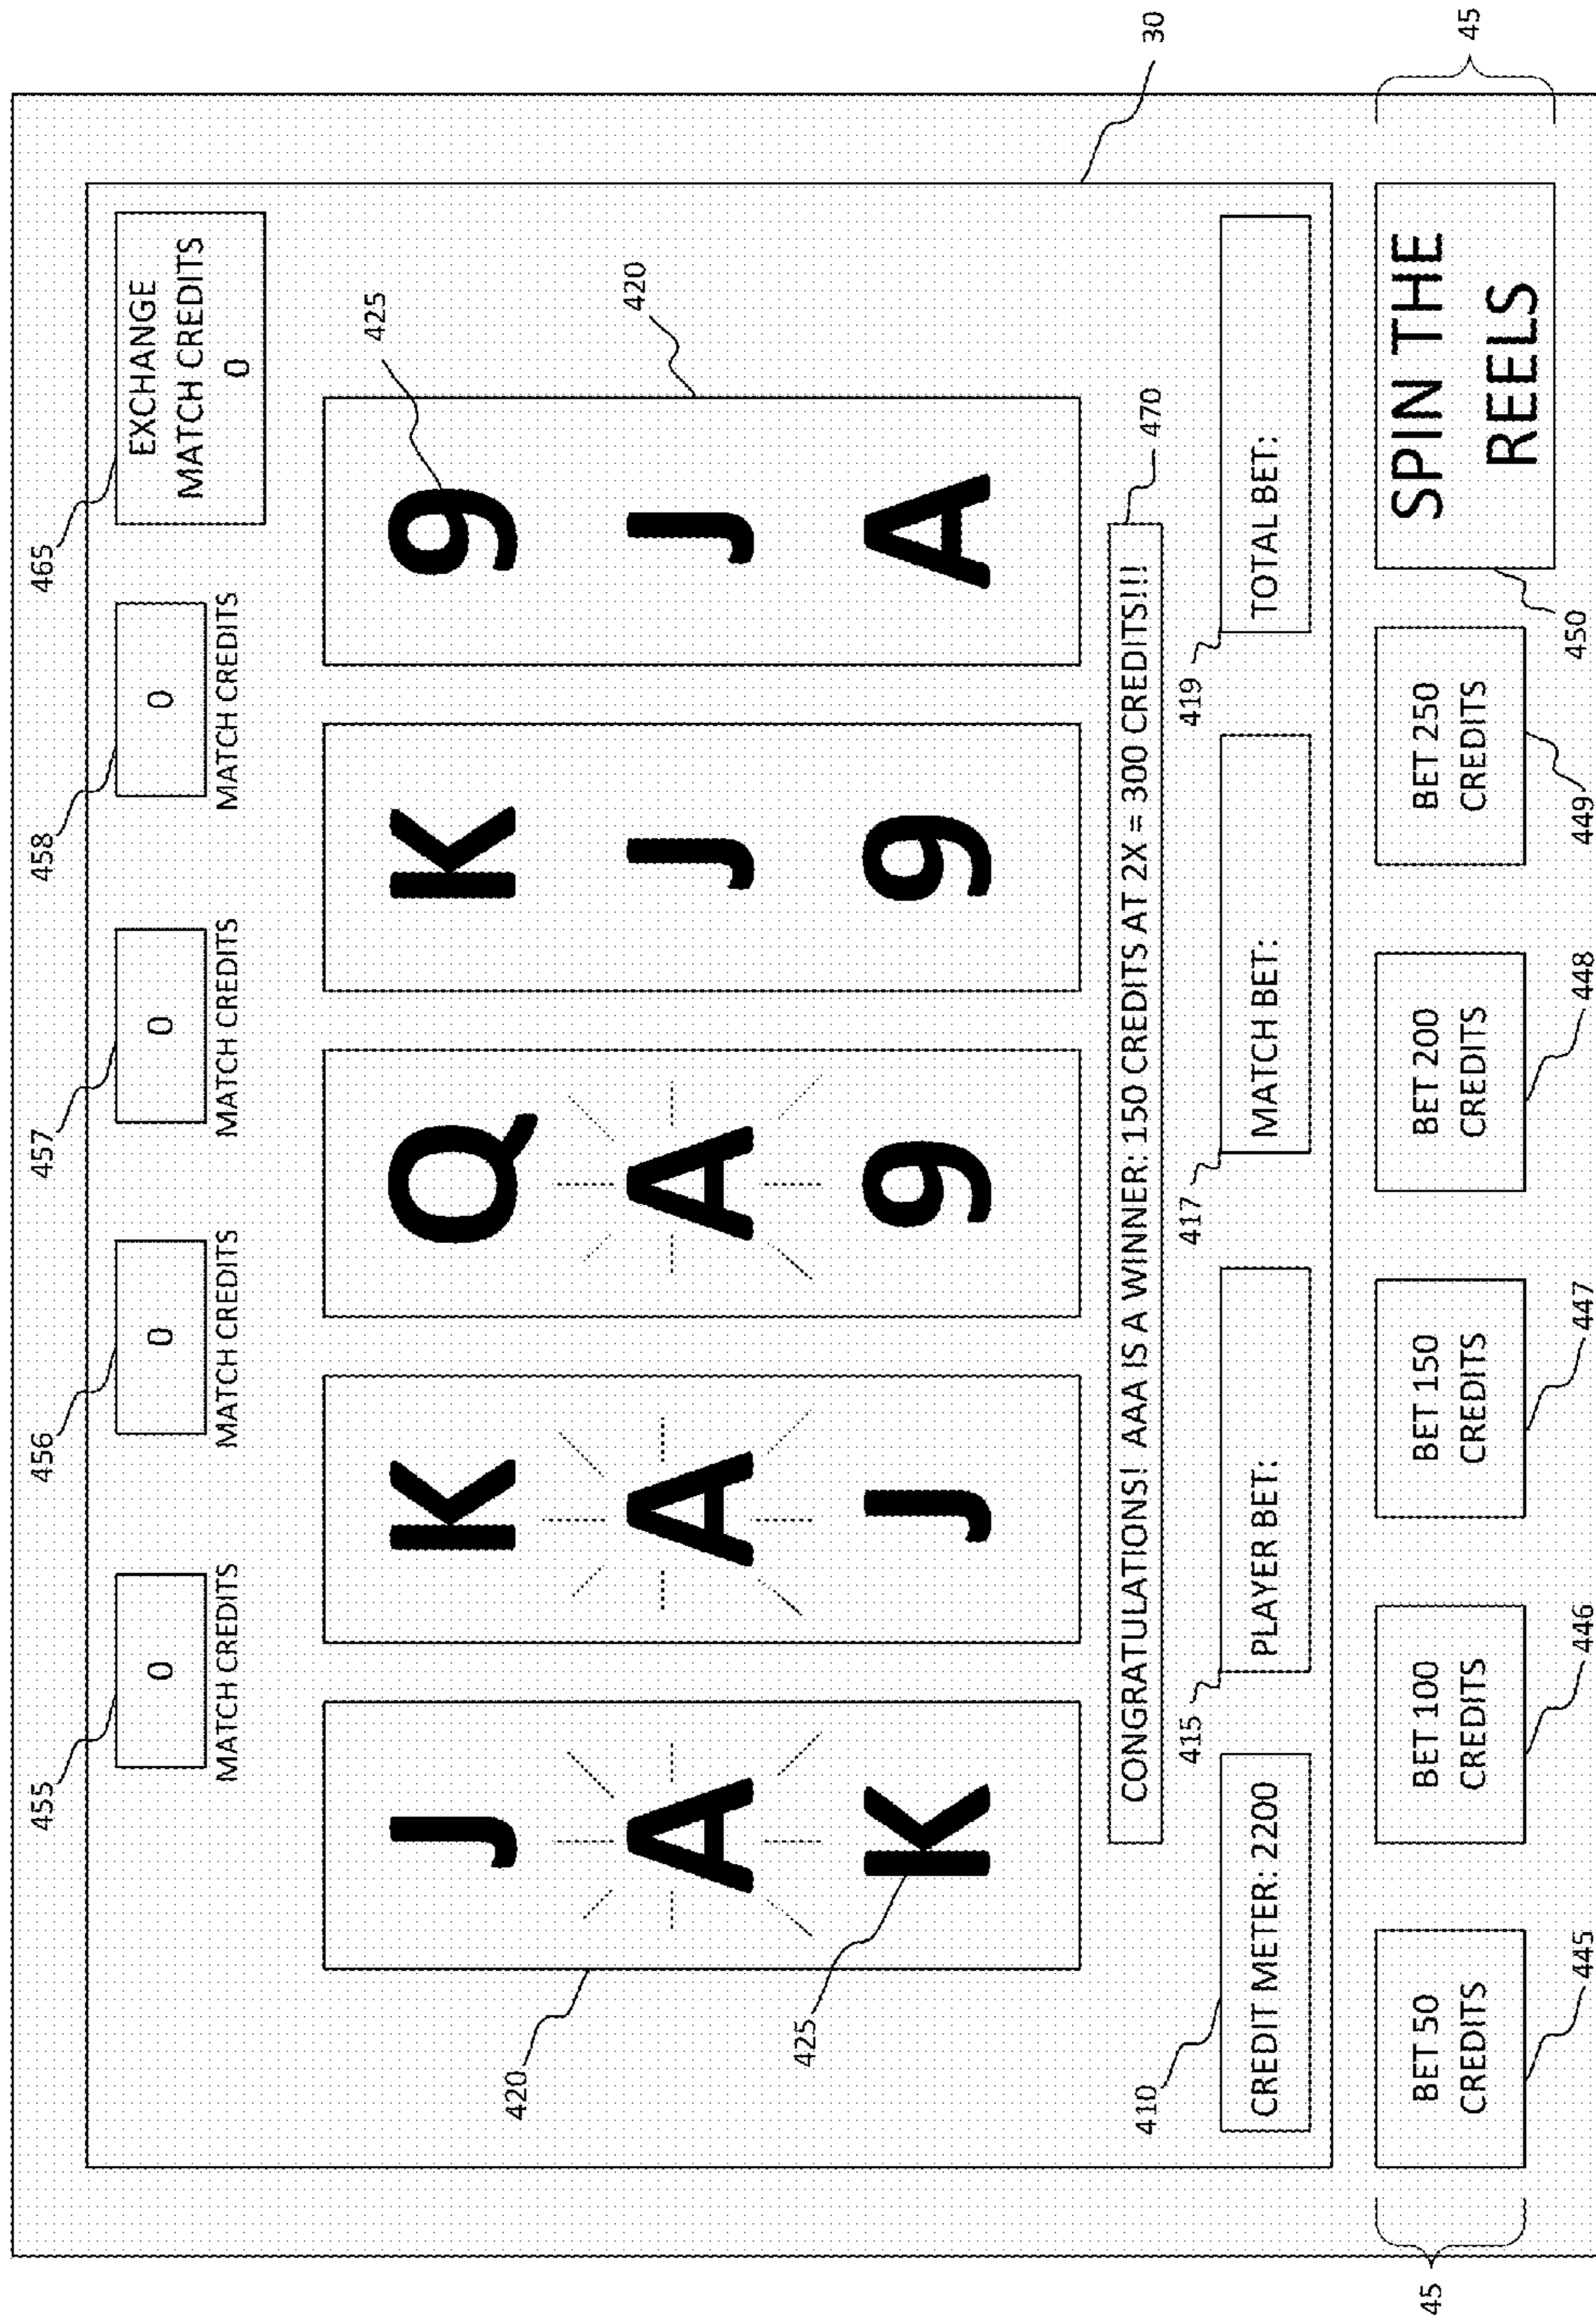 455
456
457
458
465
0
MATCH CREDITS
0
MATCH CREDITS
0
MATCH CREDITS
0
MATCH CREDITS
EXCHANGE
MATCH CREDITS
0
425
J K Q K 9
420
420
A A A J J
425
K J 9 9 A
470
CONGRATULATIONS! AAA IS A WINNER: 150 CREDITS AT 2X = 300 CREDITS!!!
410
415
417
419
30
CREDIT METER: 2200
PLAYER BET:
MATCH BET:
TOTAL BET:
45
BET 50
CREDITS
BET 100
CREDITS
BET 150
CREDITS
BET 200
CREDITS
BET 250
CREDITS
SPIN THE
REELS
45
445
446
447
448
449
450